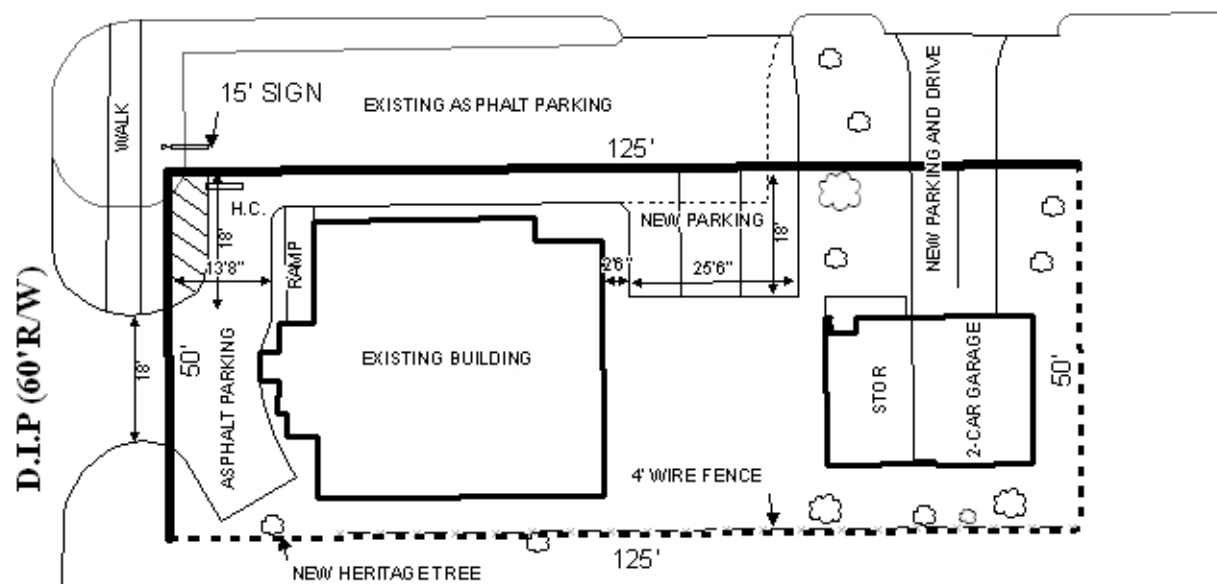 WALK
15' SIGN
EXISTING ASPHALT PARKING
125'
NEW PARKING AND DRIVE
H.C.
18'
13'8"
RAMP
NEW PARKING
2'6"
25'6"
18'
D.I.P (60'R/W)
18'
50'
ASPHALT PARKING
EXISTING BUILDING
STOR
2-CAR GARAGE
50'
4' WIRE FENCE
125'
NEW HERITAGE TREE